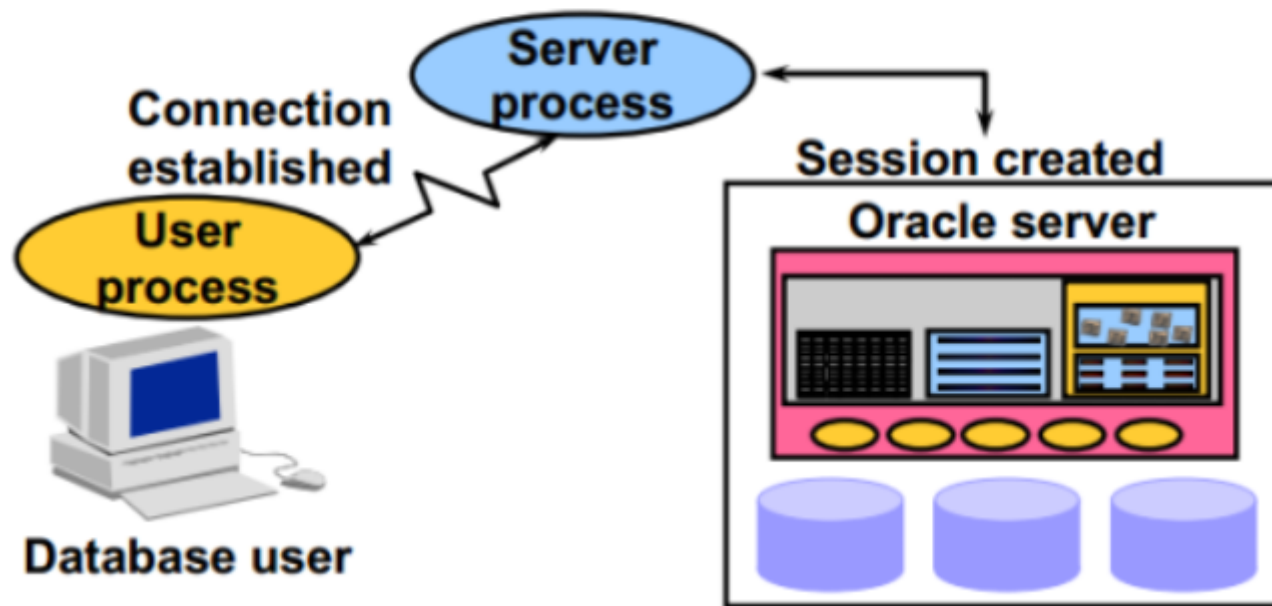 Server
process
Connection
established
Session created
User
process
Oracle server
Database user